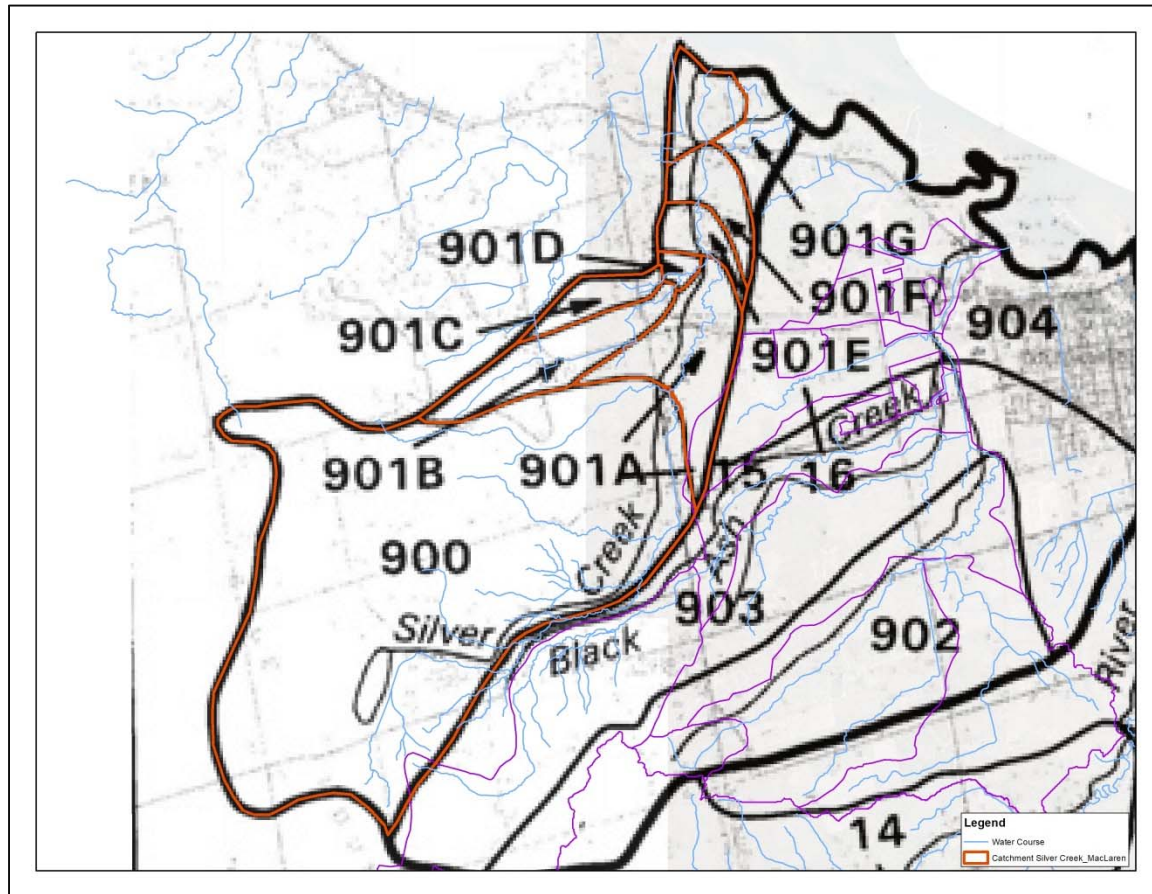 901D
901G
901C
901F
904
901E
Creek
901B
901A
15
16
900
Creek
Ash
903
Silver
Black
902
River
14
Legend
Water Course
Catchment Silver Creek_MacLaren